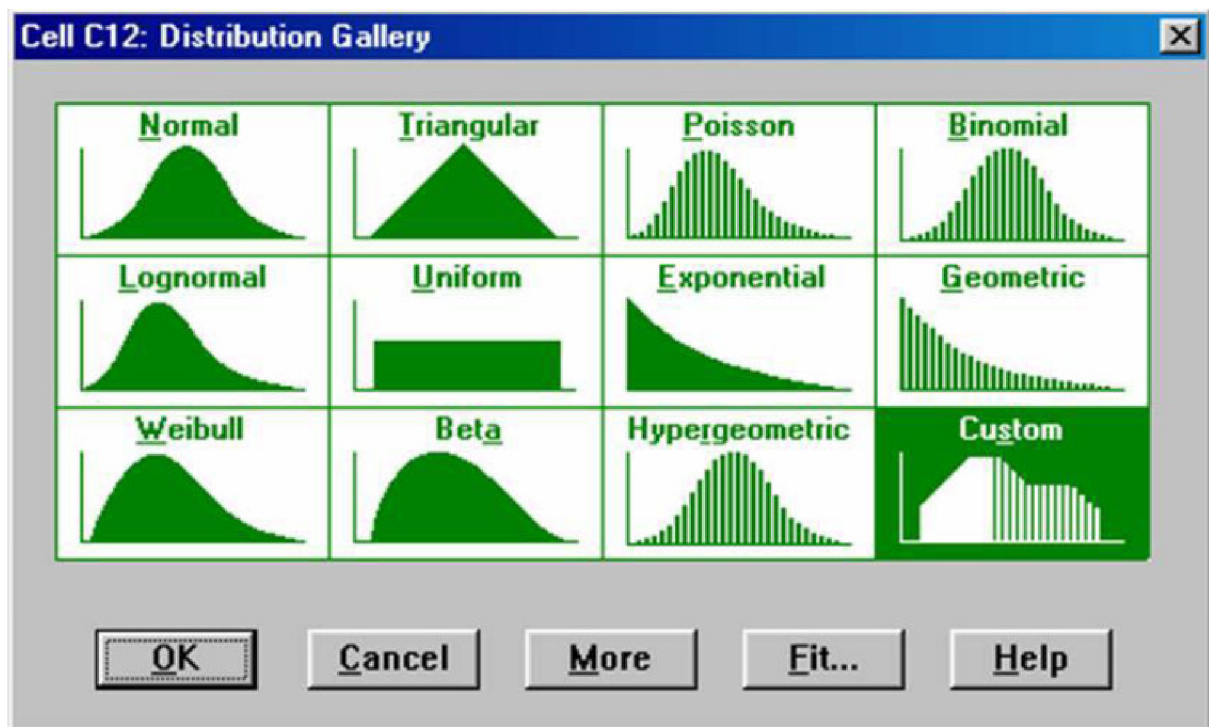 Cell C12: Distribution Gallery
Normal Triangular Poisson Binomial
Lognormal Uniform Exponential Geometric
Weibull Beta Hypergeometric Custom
OK Cancel More Fit... Help